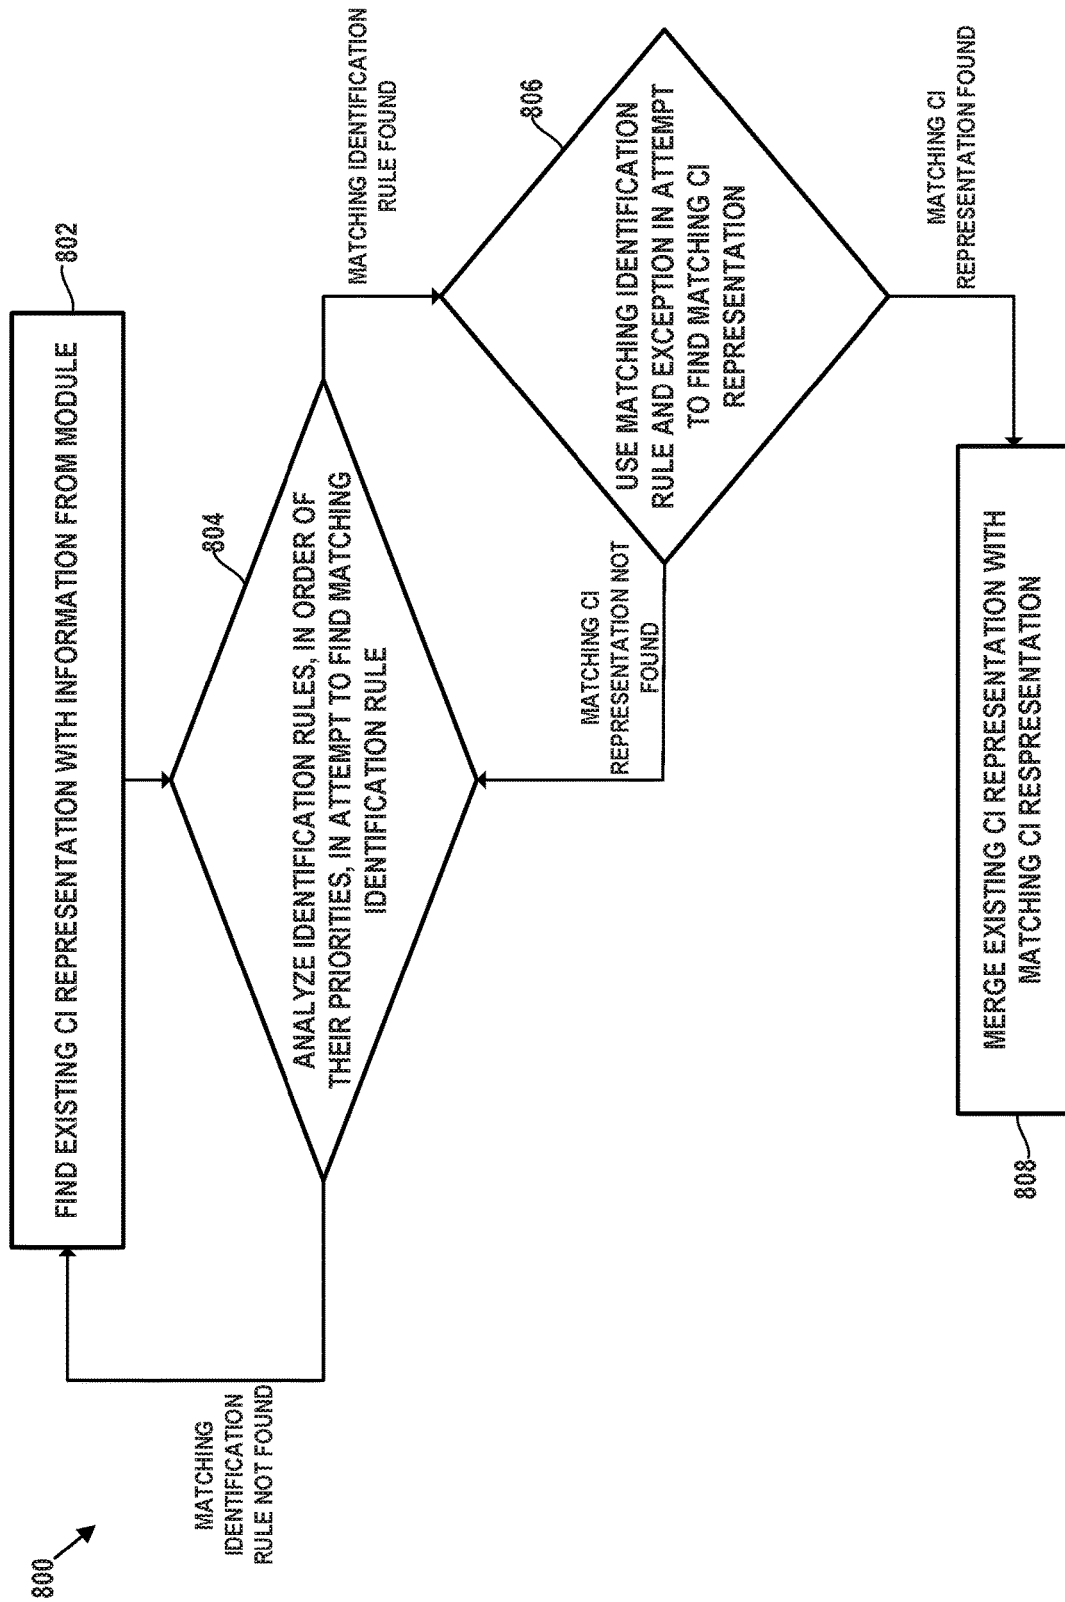 800
802
FIND EXISTING CI REPRESENTATION WITH INFORMATION FROM MODULE
MATCHING
IDENTIFICATION
RULE NOT FOUND
804
ANALYZE IDENTIFICATION RULES, IN ORDER OF
THEIR PRIORITIES, IN ATTEMPT TO FIND MATCHING
IDENTIFICATION RULE
MATCHING IDENTIFICATION
RULE FOUND
806
USE MATCHING IDENTIFICATION
RULE AND EXCEPTION IN ATTEMPT
TO FIND MATCHING CI
REPRESENTATION
MATCHING CI
REPRESENTATION NOT
FOUND
MATCHING CI
REPRESENTATION FOUND
808
MERGE EXISTING CI REPRESENTATION WITH
MATCHING CI RESPRESENTATION